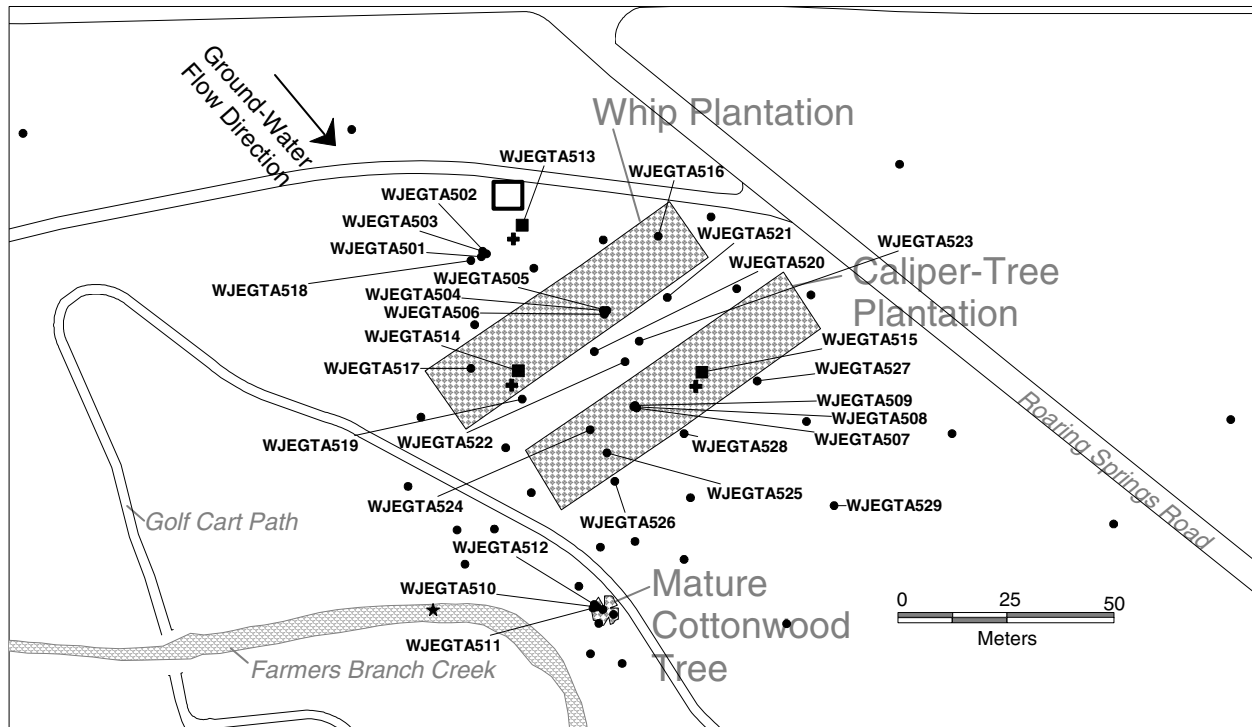 Ground-Water
Flow Direction
Whip Plantation
WJEGTA513
WJEGTA516
WJEGTA502
WJEGTA503
WJEGTA501
WJEGTA518
WJEGTA521
WJEGTA523
WJEGTA520
WJEGTA505
WJEGTA504
WJEGTA506
WJEGTA514
WJEGTA517
Caliper-Tree
Plantation
WJEGTA515
WJEGTA527
WJEGTA509
WJEGTA508
WJEGTA507
WJEGTA519
WJEGTA522
WJEGTA528
WJEGTA524
WJEGTA525
WJEGTA526
WJEGTA529
Roaring Springs Road
Golf Cart Path
WJEGTA512
WJEGTA510
WJEGTA511
Mature
Cottonwood
Tree
Farmers Branch Creek
0 25 50
Meters